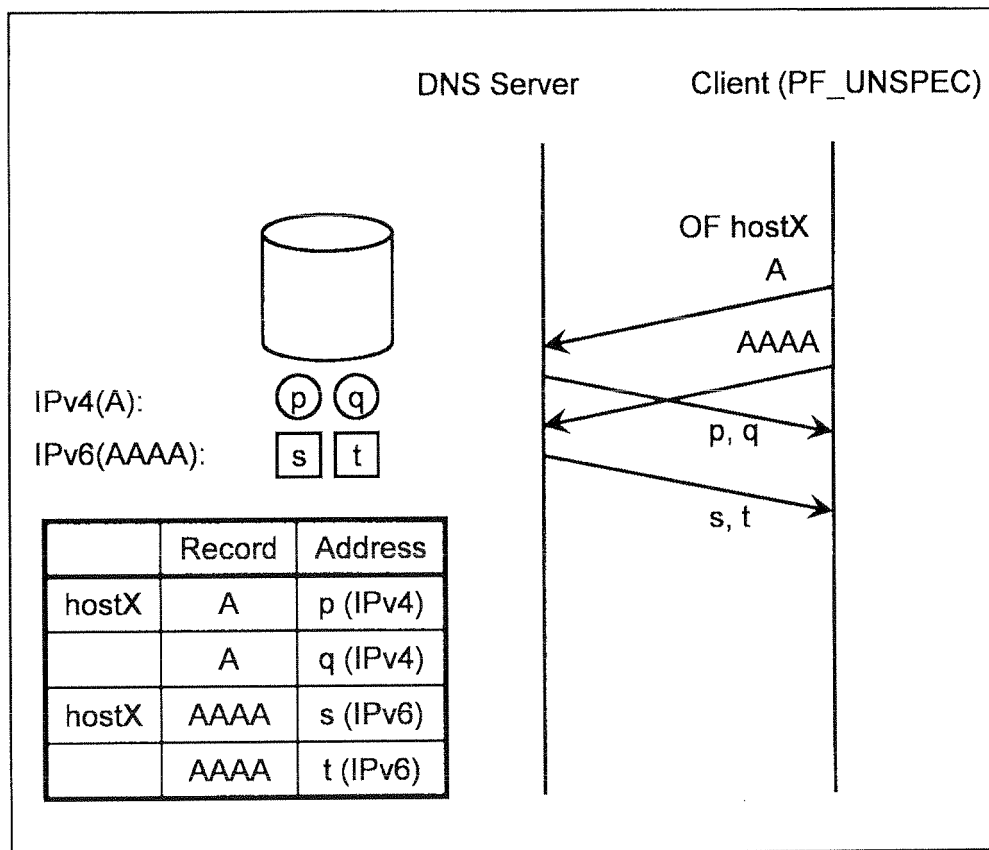 DNS Server Client (PF_UNSPEC)
OF hostX
A
AAAA
IPv4(A): p q
p, q
IPv6(AAAA): s t
s, t
Record Address
hostX A p (IPv4)
A q (IPv4)
hostX AAAA s (IPv6)
AAAA t (IPv6)